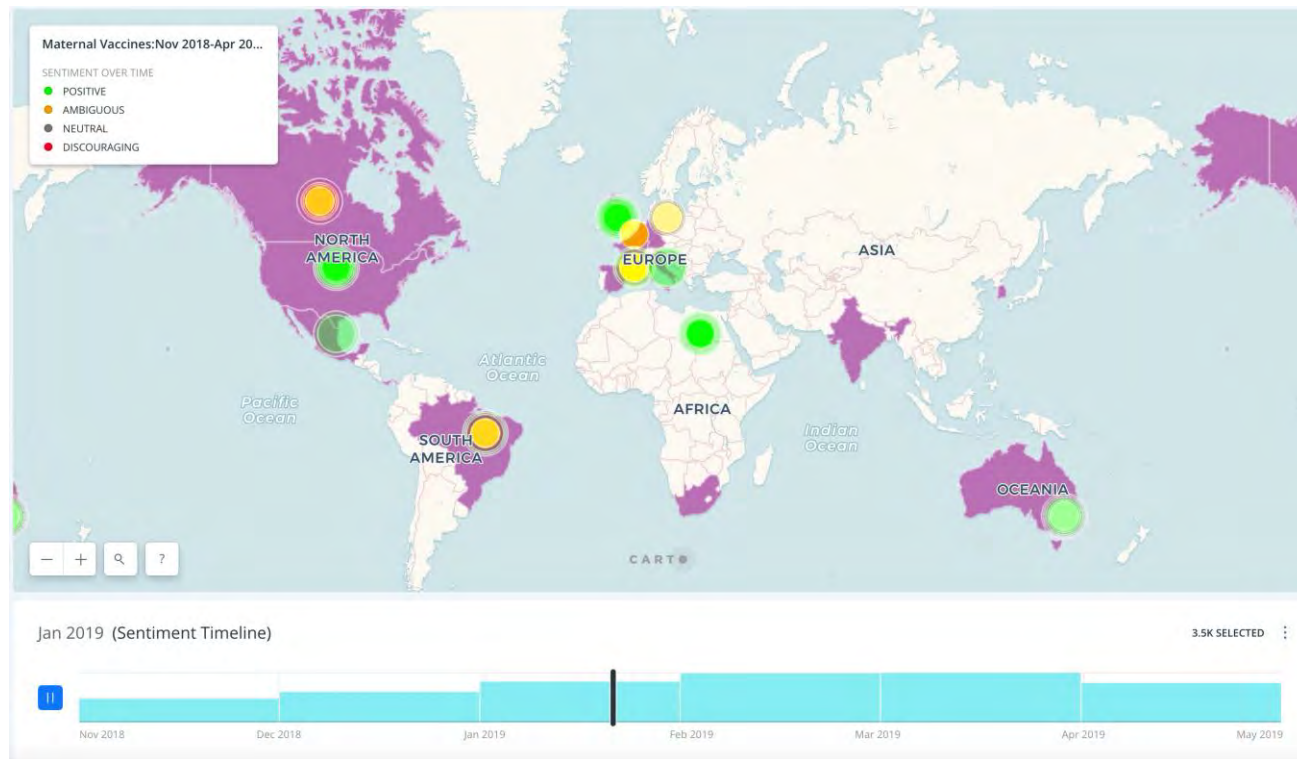 Maternal Vaccines:Nov 2018-Apr 20...
SENTIMENT OVER TIME
POSITIVE
AMBIGUOUS
NEUTRAL
DISCOURAGING
NORTH
AMERICA
EUROPE
ASIA
Atlantic
Ocean
Pacific
Ocean
AFRICA
Indian
Ocean
SOUTH
AMERICA
OCEANIA
− + ?
CARTO
Jan 2019 (Sentiment Timeline)
3.5K SELECTED
Nov 2018 Dec 2018 Jan 2019 Feb 2019 Mar 2019 Apr 2019 May 2019